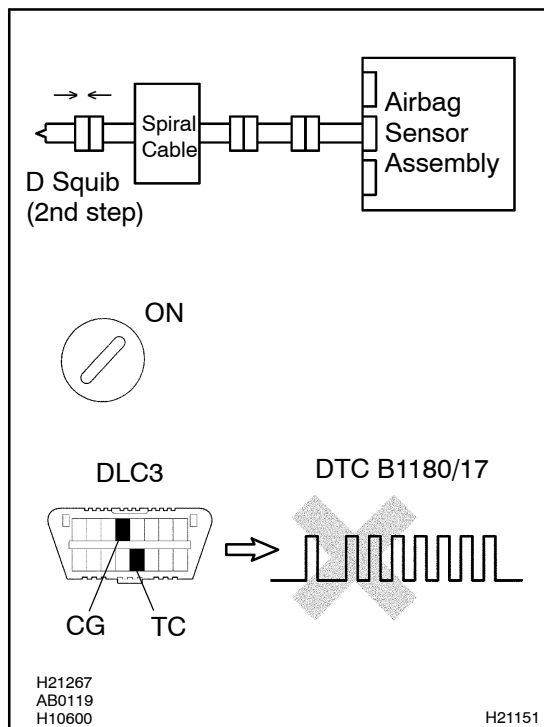 Airbag
Sensor
Assembly
Spiral
Cable
D Squib
(2nd step)
ON
DLC3
DTC B1180/17
CG
TC
H21267
AB0119
H10600
H21151